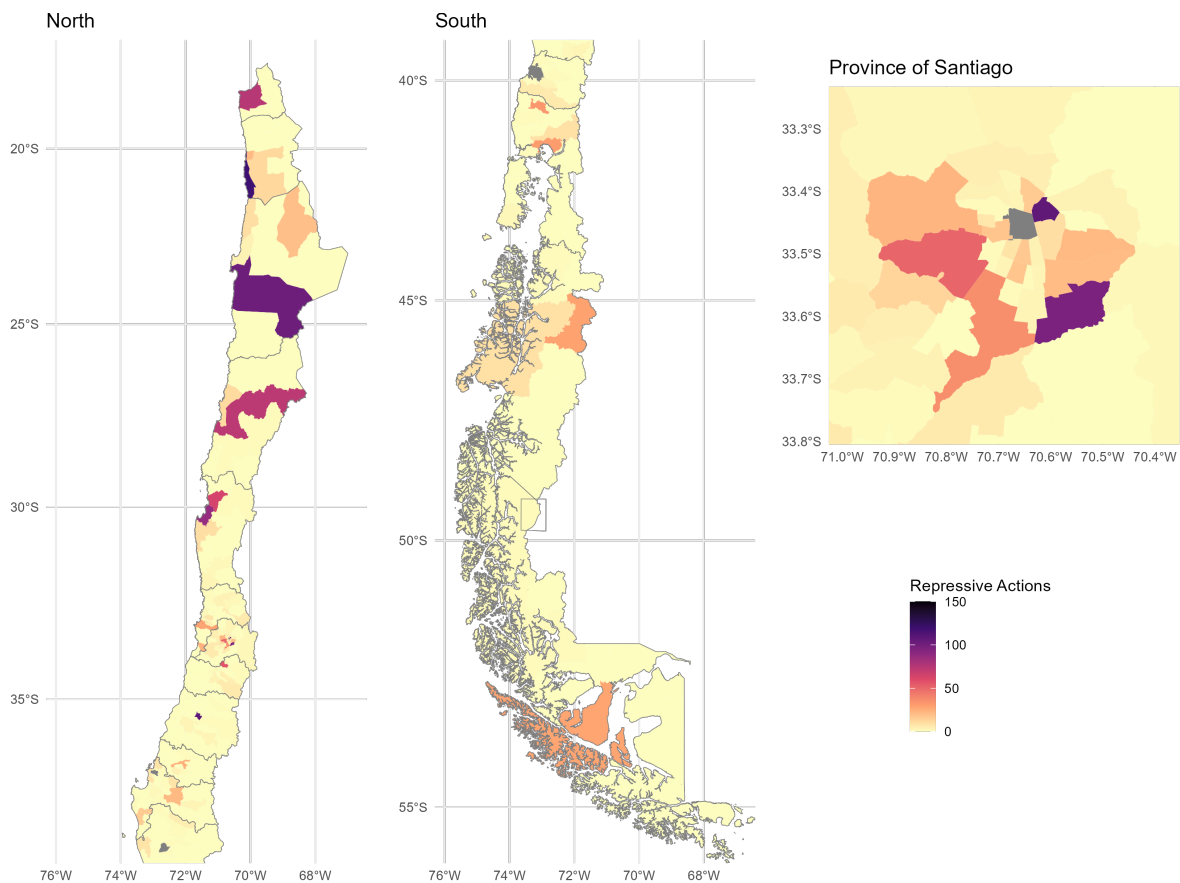 North
20°S
25°S
30°S
35°S
76°W 74°W 72°W 70°W 68°W
South
40°S
45°S
50°S
55°S
76°W 74°W 72°W 70°W 68°W
Province of Santiago
33.3°S
33.4°S
33.5°S
33.6°S
33.7°S
33.8°S
71.0°W 70.9°W 70.8°W 70.7°W 70.6°W 70.5°W 70.4°W
Repressive Actions
150
100
50
0